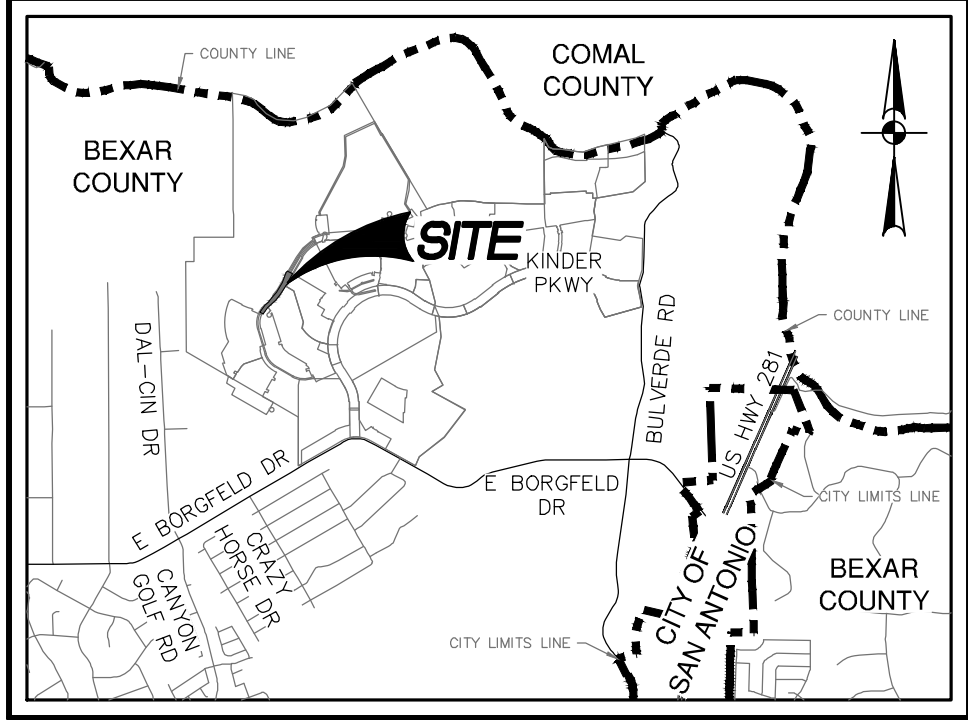 COUNTY LINE
COMAL
COUNTY
BEXAR
COUNTY
SITE
KINDER
PKWY
COUNTY LINE
DAL-CIN DR
BULVERDE RD
US HWY 281
E BORGFELD DR
E BORGFELD
DR
CITY LIMITS LINE
CRAZY
HORSE DR
CANYON
GOLF RD
CITY OF
SAN ANTONIO
BEXAR
COUNTY
CITY LIMITS LINE